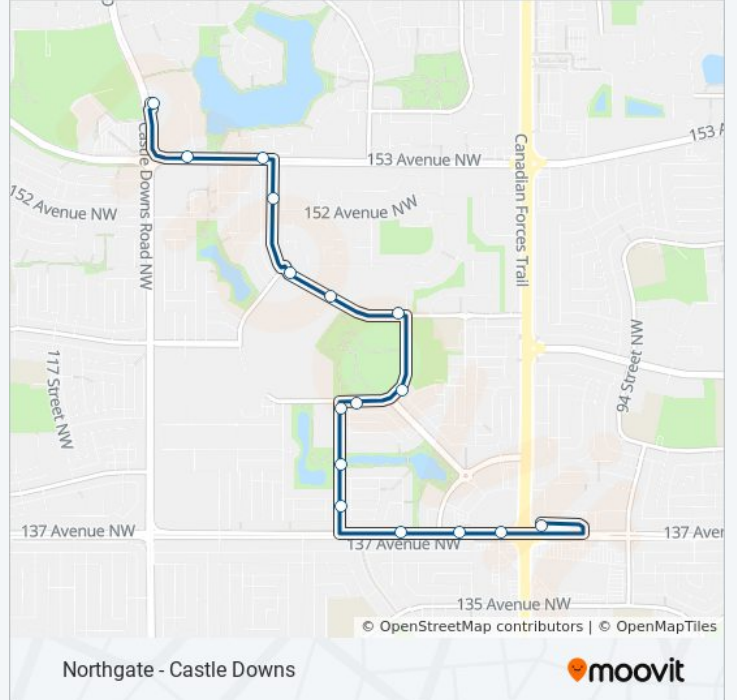 153 Avenue NW
153 A
Castle Downs Road NW
Canadian Forces Trail
152 Avenue NW
152 Avenue NW
117 Street NW
94 Street NW
137 Avenue NW
137 Avenue NW
137 Aven
135 Avenue NW
© OpenStreetMap contributors | © OpenMapTiles
Northgate - Castle Downs
moovit